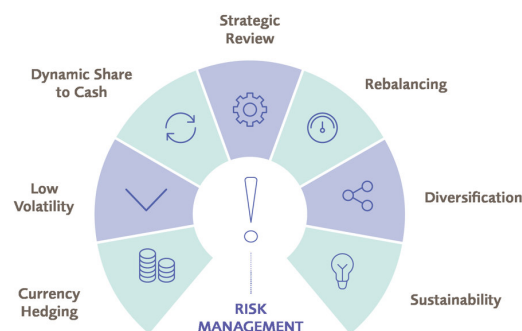 Strategic
Review
Dynamic Share
to Cash
Rebalancing
Low
Volatility
Diversification
Currency
Hedging
Sustainability
RISK
MANAGEMENT